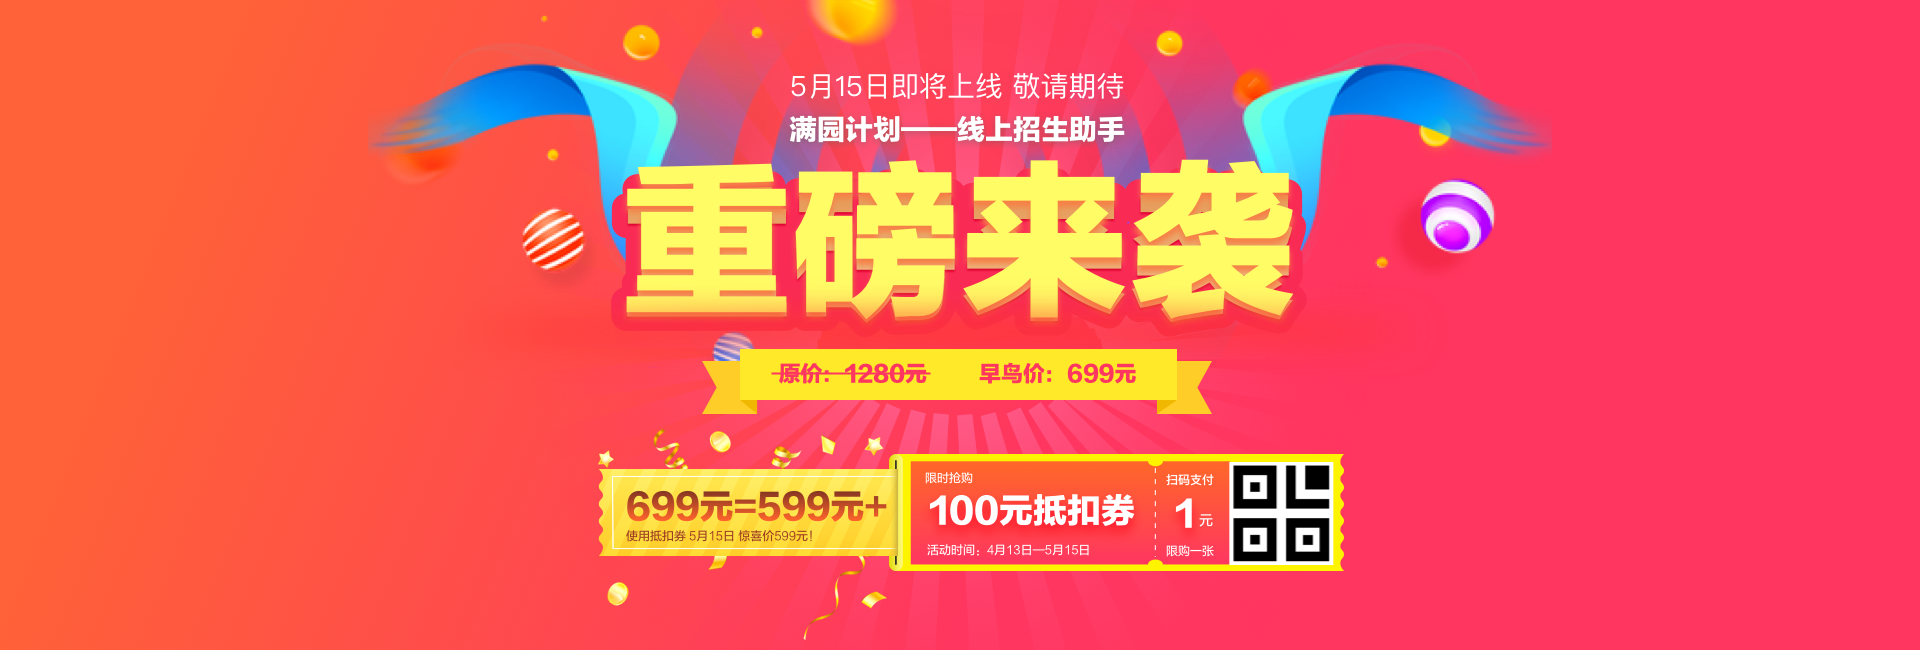 5月15日即将上线 敬请期待
满园计划——线上招生助手
重磅来袭
原价：1280元 早鸟价：699元
699元=599元+
使用抵扣券 5月15日 惊喜价599元！
限时抢购
100元抵扣券
活动时间：4月13日—5月15日
扫码支付
1元
限购一张